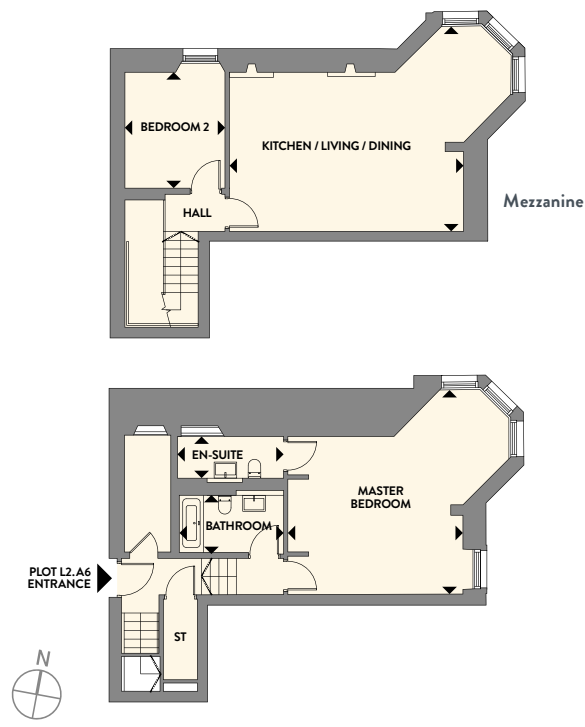 BEDROOM 2
KITCHEN / LIVING / DINING
HALL
Mezzanine
EN-SUITE
MASTER
BEDROOM
BATHROOM
PLOT L2.A6
ENTRANCE
ST
N